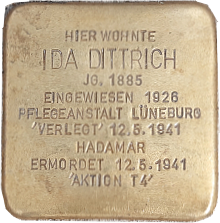 HIER WOHNTE
IDA DITTRICH
JG. 1885
EINGEWIESEN 1926
PFLEGEANSTALT LÜNEBURG
'VERLEGT' 12.5.1941
HADAMAR
ERMORDET 12.5.1941
'AKTION T4'